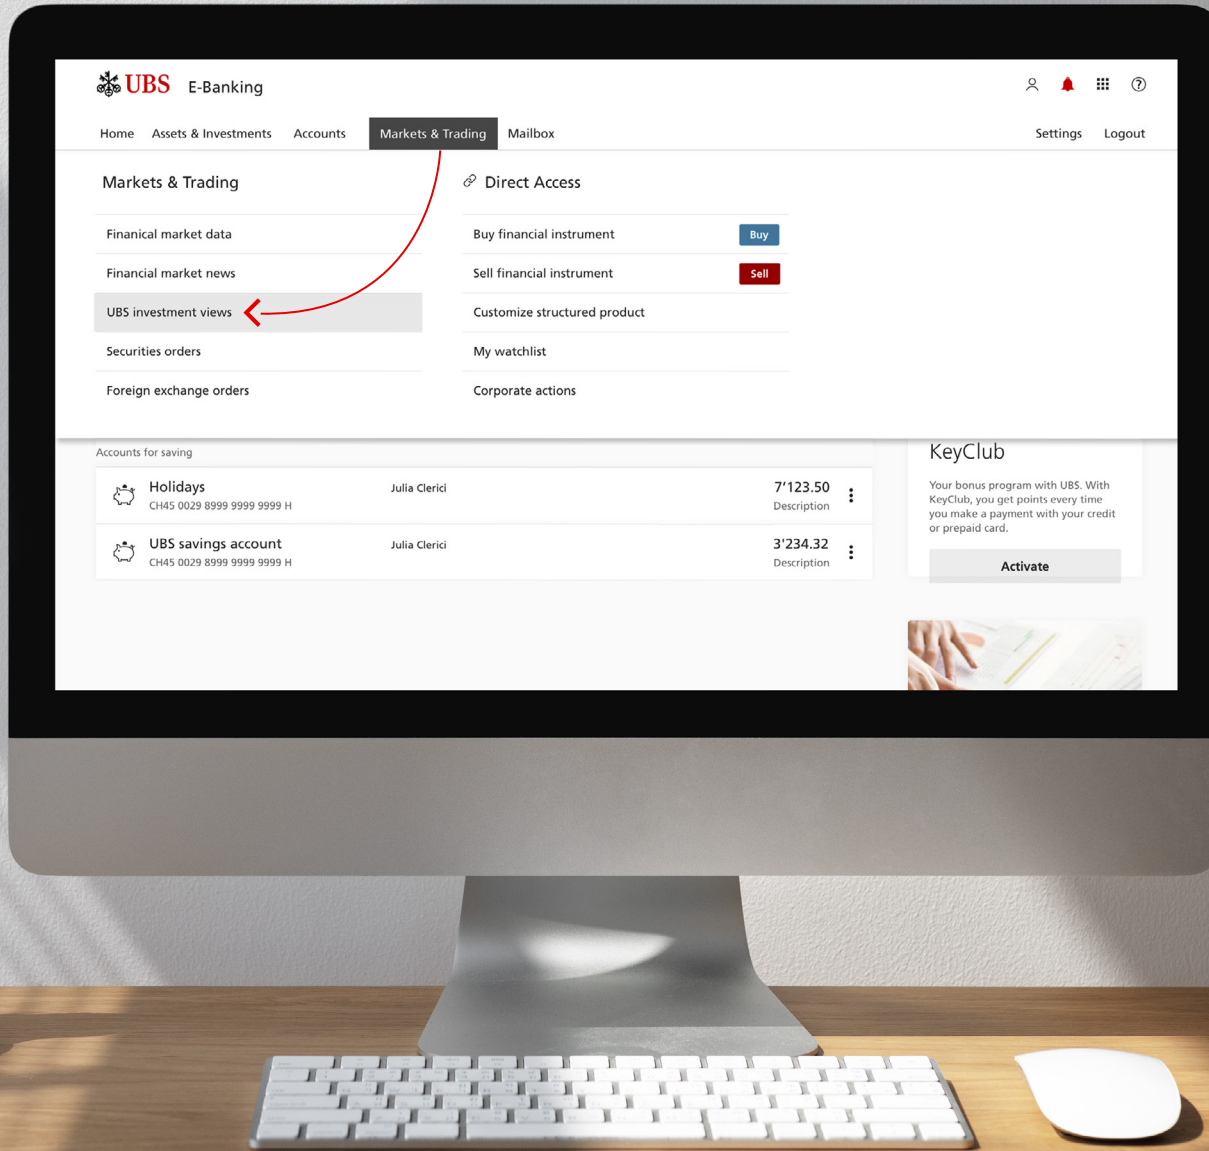 UBS E-Banking
Home Assets & Investments Accounts Markets & Trading Mailbox Settings Logout
Markets & Trading
Finanical market data
Financial market news
UBS investment views
Securities orders
Foreign exchange orders
Direct Access
Buy financial instrument Buy
Sell financial instrument Sell
Customize structured product
My watchlist
Corporate actions
Accounts for saving
Holidays Julia Clerici 7’123.50
CH45 0029 8999 9999 9999 H Description
UBS savings account Julia Clerici 3'234.32
CH45 0029 8999 9999 9999 H Description
KeyClub
Your bonus program with UBS. With
KeyClub, you get points every time
you make a payment with your credit
or prepaid card.
Activate